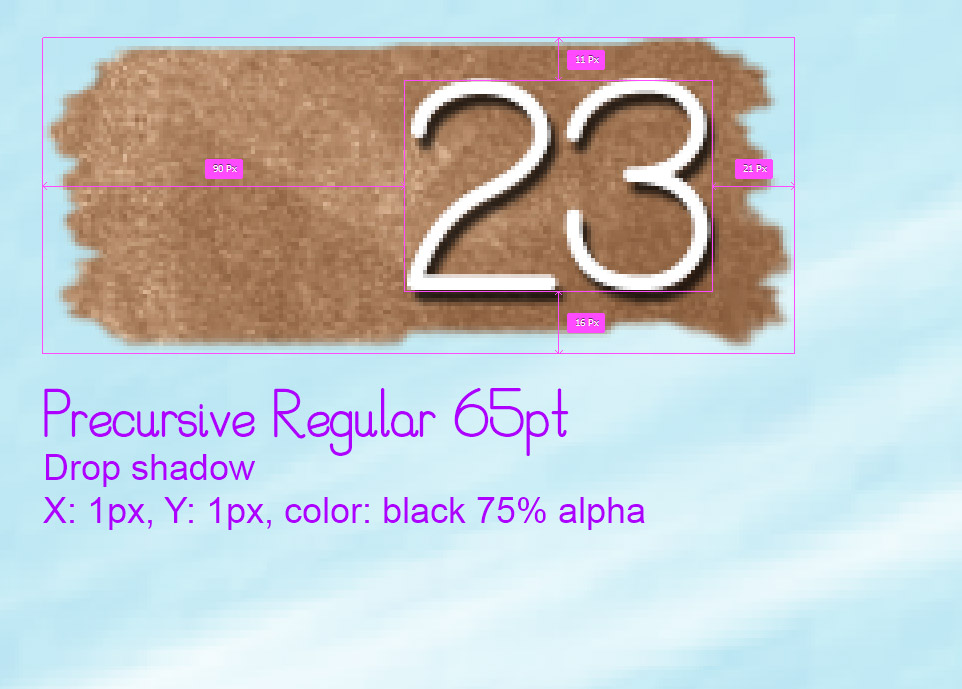 11 Px
23
90 Px
21 Px
16 Px
Precursive Regular 65pt
Drop shadow
X: 1px, Y: 1px, color: black 75% alpha